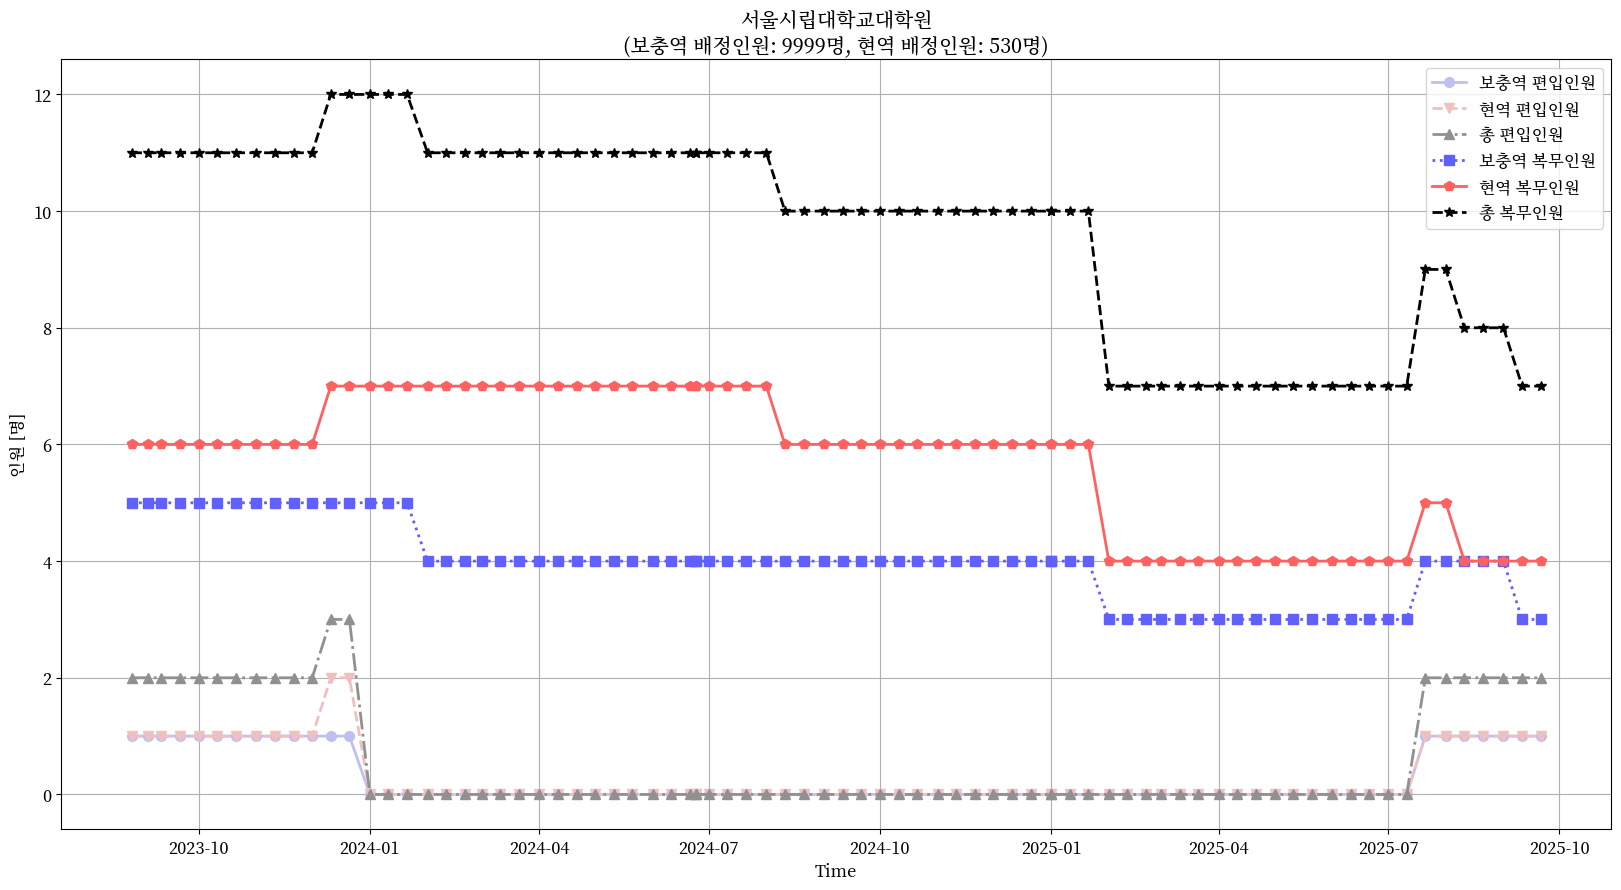 서울시립대학교대학원
(보충역 배정인원: 9999명, 현역 배정인원: 530명)
보충역 편입인원
현역 편입인원
총 편입인원
보충역 복무인원
현역 복무인원
총 복무인원
인원 [명]
12
10
8
6
4
2
0
2023-10
2024-01
2024-04
2024-07
2024-10
2025-01
2025-04
2025-07
2025-10
Time